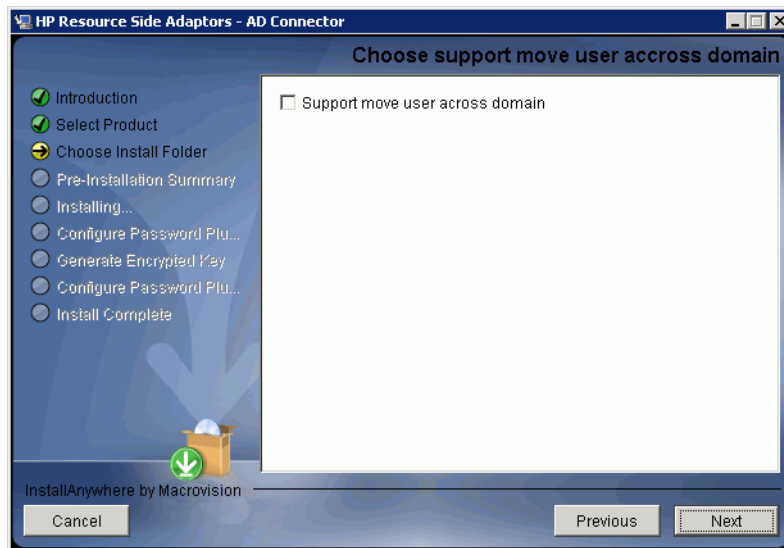 HP Resource Side Adaptors - AD Connector
Choose support move user accross domain
Introduction
Select Product
Choose Install Folder
Pre-Installation Summary
Installing...
Configure Password Plu...
Generate Encrypted Key
Configure Password Plu...
Install Complete
Support move user across domain
InstallAnywhere by Macrovision
Cancel
Previous
Next